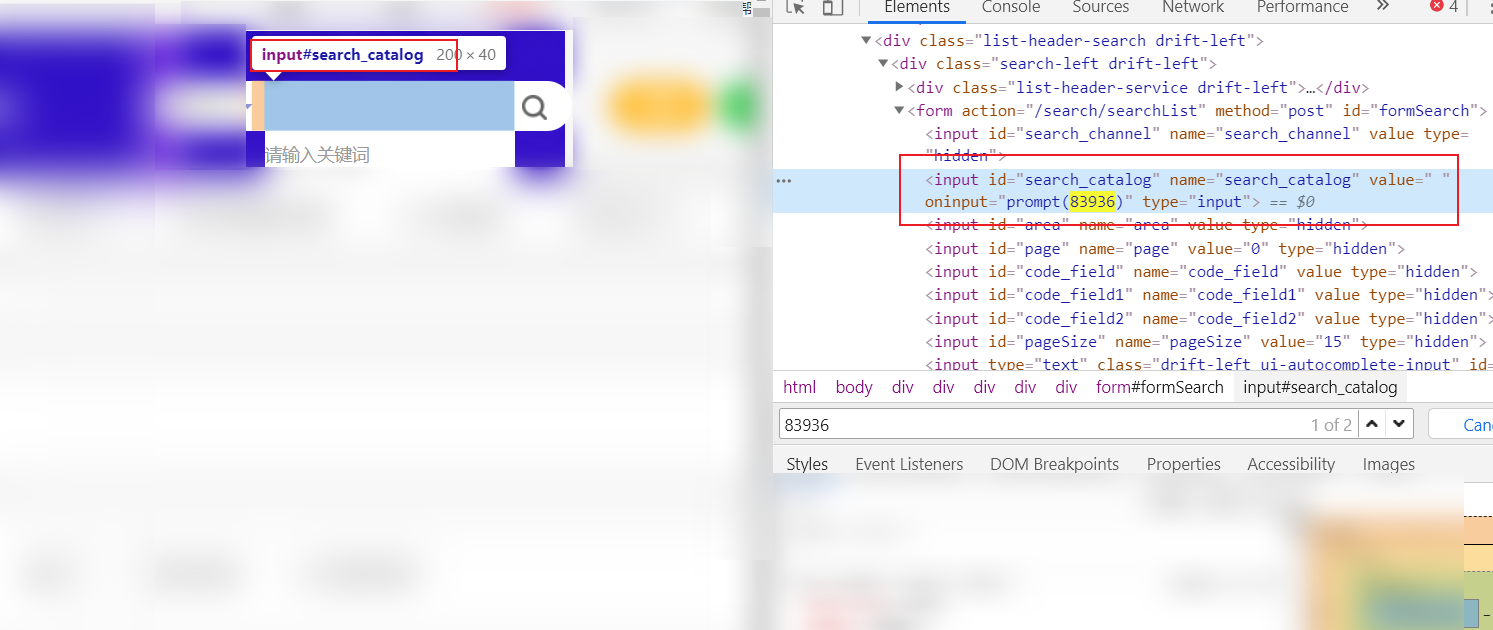 帮
input#search_catalog 200 × 40
请输入关键词
Elements Console Sources Network Performance » 4
▼<div class="list-header-search drift-left">
▼<div class="search-left drift-left">
▶<div class="list-header-service drift-left">…</div>
▼<form action="/search/searchList" method="post" id="formSearch">
<input id="search_channel" name="search_channel" value type=
"hidden">
<input id="search_catalog" name="search_catalog" value=" "
oninput="prompt(83936)" type="input"> == $0
<input id="area" name="area" value type="hidden">
<input id="page" name="page" value="0" type="hidden">
<input id="code_field" name="code_field" value type="hidden">
<input id="code_field1" name="code_field1" value type="hidden">
<input id="code_field2" name="code_field2" value type="hidden">
<input id="pageSize" name="pageSize" value="15" type="hidden">
<input type="text" class="drift-left ui-autocomplete-input" id=
html body div div div div div form#formSearch input#search_catalog
83936 1 of 2 Canc
Styles Event Listeners DOM Breakpoints Properties Accessibility Images